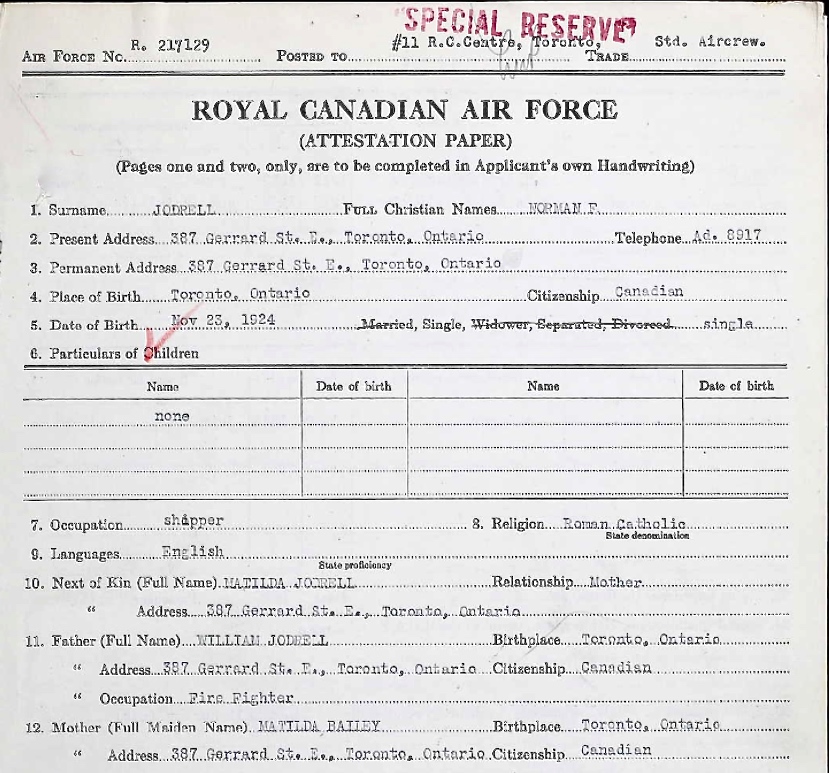 "SPECIAL RESERVE"
AIR FORCE No. R. 217129 POSTED TO #11 R.C.Centre, Toronto, TRADE Std. Aircrew.
ROYAL CANADIAN AIR FORCE
(ATTESTATION PAPER)
(Pages one and two, only, are to be completed in Applicant's own Handwriting)
1. Surname JODRELL FULL Christian Names NORMAN F.
2. Present Address 387 Gerrard St. E., Toronto, Ontario Telephone Ad. 8917
3. Permanent Address 387 Gerrard St. E., Toronto, Ontario
4. Place of Birth Toronto, Ontario Citizenship Canadian
5. Date of Birth Nov 23, 1924 Married, Single, Widower, Separated, Divorced single
6. Particulars of Children
Name Date of birth Name Date of birth
none
7. Occupation shipper 8. Religion Roman Catholic
State denomination
9. Languages English
State proficiency
10. Next of Kin (Full Name) MATILDA JODRELL Relationship Mother
" Address 387 Gerrard St. E., Toronto, Ontario
11. Father (Full Name) WILLIAM JODRELL Birthplace Toronto, Ontario
" Address 387 Gerrard St. E., Toronto, Ontario Citizenship Canadian
" Occupation Fire Fighter
12. Mother (Full Maiden Name) MATILDA BAILEY Birthplace Toronto, Ontario
" Address 387 Gerrard St. E., Toronto, Ontario Citizenship Canadian